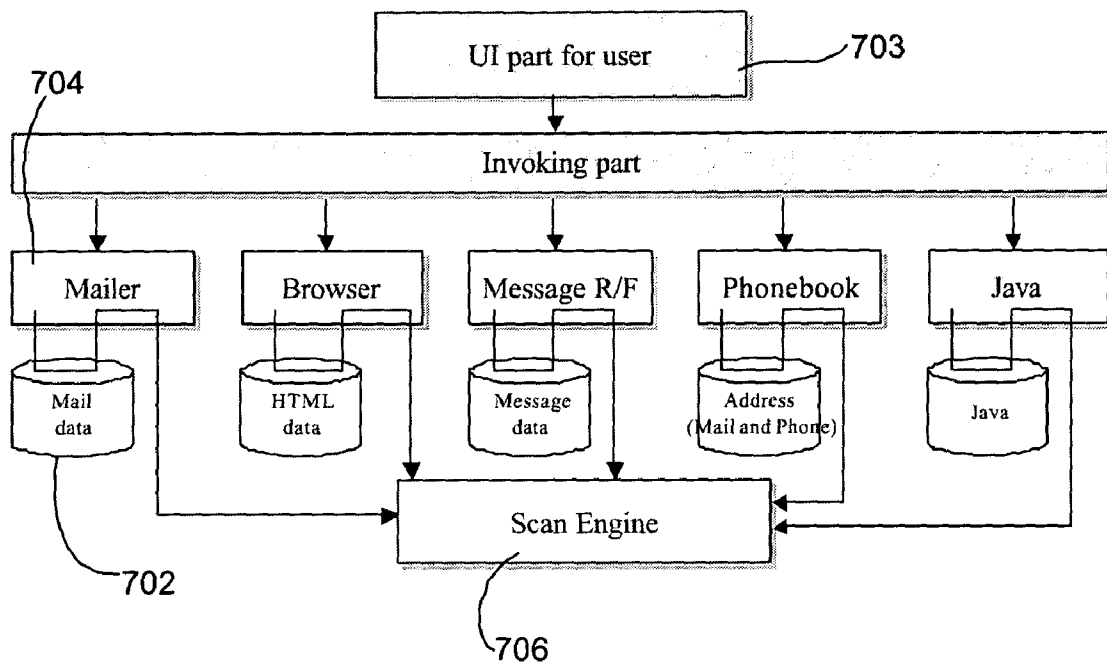 UI part for user
703
704
Invoking part
Mailer
Browser
Message R/F
Phonebook
Java
Mail
data
HTML
data
Message
data
Address
(Mail and Phone)
Java
Scan Engine
702
706